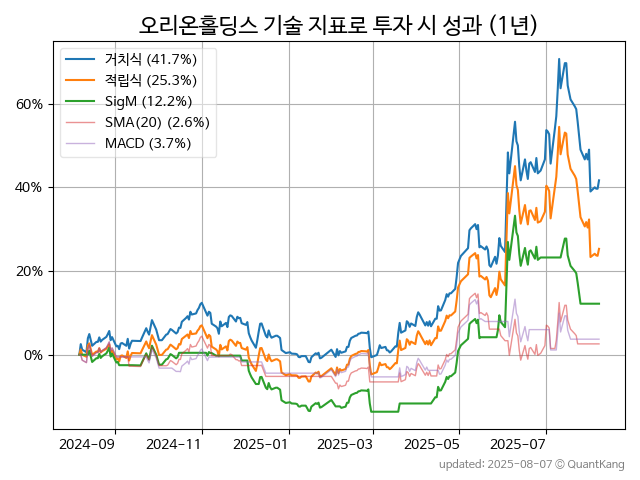 오리온홀딩스 기술 지표로 투자 시 성과 (1년)
거치식 (41.7%)
적립식 (25.3%)
SigM (12.2%)
SMA(20) (2.6%)
MACD (3.7%)
60%
40%
20%
0%
2024-09 2024-11 2025-01 2025-03 2025-05 2025-07
updated: 2025-08-07 © QuantKang